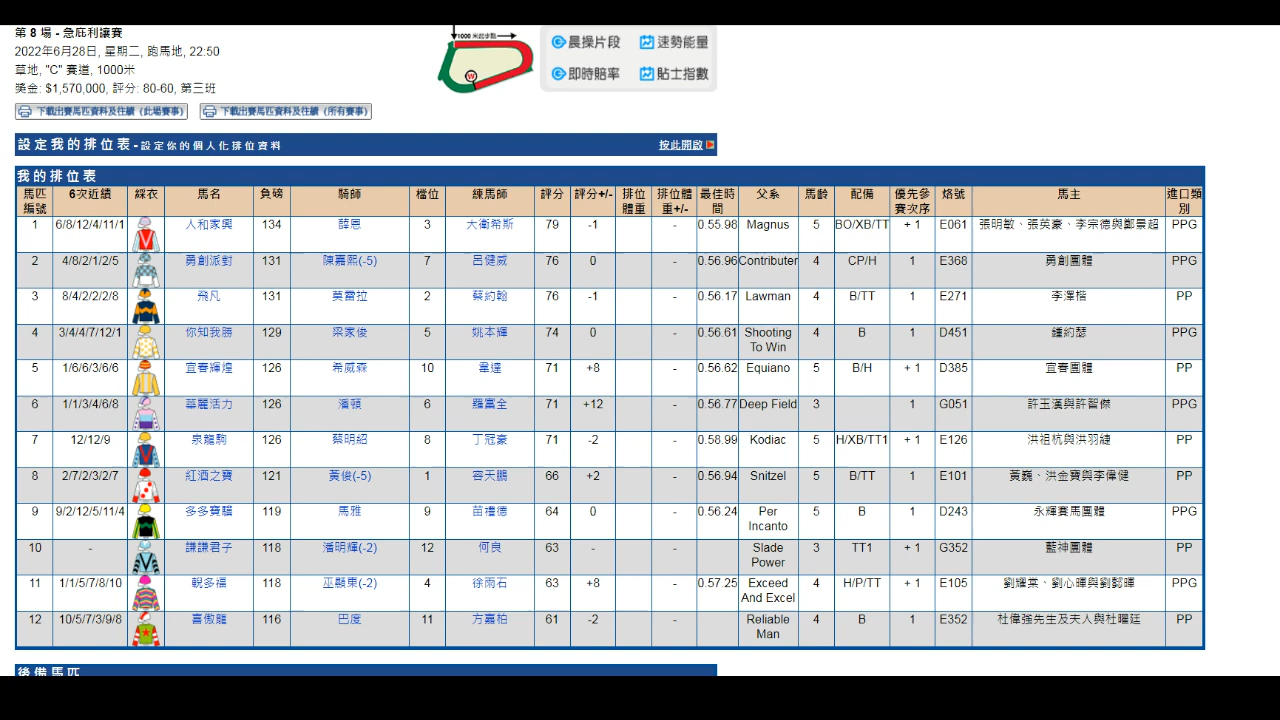 第 8 場 - 急庇利讓賽
2022年6月28日, 星期二, 跑馬地, 22:50
草地, "C" 賽道, 1000米
獎金: $1,570,000, 評分: 80-60, 第三班
1000 米起步點
W
晨操片段 速勢能量
即時賠率 貼士指數
下載出賽馬匹資料及往績 (此場賽事) 下載出賽馬匹資料及往績 (所有賽事)
設定我的排位表 - 設定你的個人化排位資料 按此開啟
我的排位表
馬匹編號 6次近績 綵衣 馬名 負磅 騎師 檔位 練馬師 評分 評分+/- 排位體重 排位體重+/- 最佳時間 父系 馬齡 配備 優先參賽次序 烙號 馬主 進口類別
1 6/8/12/4/11/1 人和家興 134 薛恩 3 大衛希斯 79 -1 - 0.55.98 Magnus 5 BO/XB/TT + 1 E061 張明敏、張英豪、李宗德與鄭景超 PPG
2 4/8/2/1/2/5 勇創派對 131 陳嘉熙(-5) 7 呂健威 76 0 - 0.56.96 Contributer 4 CP/H 1 E368 勇創團體 PPG
3 8/4/2/2/2/8 飛凡 131 莫雷拉 2 蔡約翰 76 -1 - 0.56.17 Lawman 4 B/TT 1 E271 李澤楷 PP
4 3/4/4/7/12/1 你知我勝 129 梁家俊 5 姚本輝 74 0 - 0.56.61 Shooting To Win 4 B 1 D451 鍾約瑟 PPG
5 1/6/6/3/6/6 宜春輝煌 126 希威森 10 韋達 71 +8 - 0.56.62 Equiano 5 B/H + 1 D385 宜春團體 PP
6 1/1/3/4/6/8 華麗活力 126 潘頓 6 羅富全 71 +12 - 0.56.77 Deep Field 3 1 G051 許玉漢與許智傑 PPG
7 12/12/9 泉龍駒 126 蔡明紹 8 丁冠豪 71 -2 - 0.58.99 Kodiac 5 H/XB/TT1 + 1 E126 洪祖杭與洪羽緁 PP
8 2/7/2/3/2/7 紅酒之寶 121 黃俊(-5) 1 容天鵬 66 +2 - 0.56.94 Snitzel 5 B/TT 1 E101 黃巍、洪金寶與李偉健 PP
9 9/2/12/5/11/4 多多寶驥 119 馬雅 9 苗禮德 64 0 - 0.56.24 Per Incanto 5 B 1 D243 永輝賽馬團體 PPG
10 - 謙謙君子 118 潘明輝(-2) 12 何良 63 - - Slade Power 3 TT1 + 1 G352 藍神團體 PP
11 1/1/5/7/8/10 靚多福 118 巫顯東(-2) 4 徐雨石 63 +8 - 0.57.25 Exceed And Excel 4 H/P/TT + 1 E105 劉耀棠、劉心暉與劉懿暉 PPG
12 10/5/7/3/9/8 喜傲龍 116 巴度 11 方嘉柏 61 -2 - Reliable Man 4 B 1 E352 杜偉強先生及夫人與杜曜廷 PP
後備馬匹